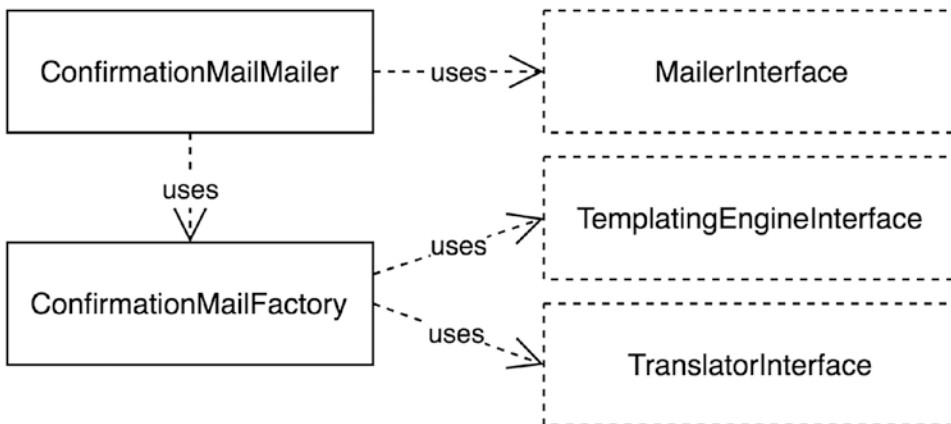 ConfirmationMailMailer
uses
MailerInterface
uses
TemplatingEngineInterface
uses
ConfirmationMailFactory
uses
TranslatorInterface